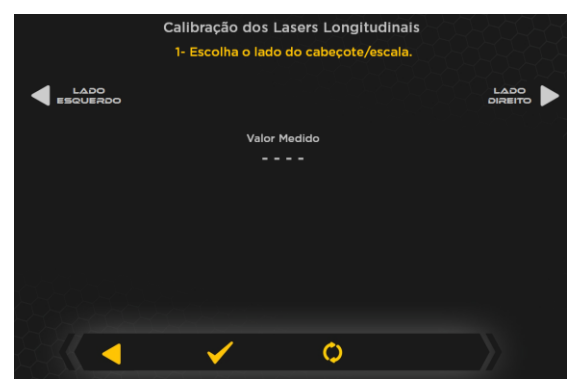 Calibração dos Lasers Longitudinais
1- Escolha o lado do cabeçote/escala.
LADO
ESQUERDO
LADO
DIREITO
Valor Medido
- - - -